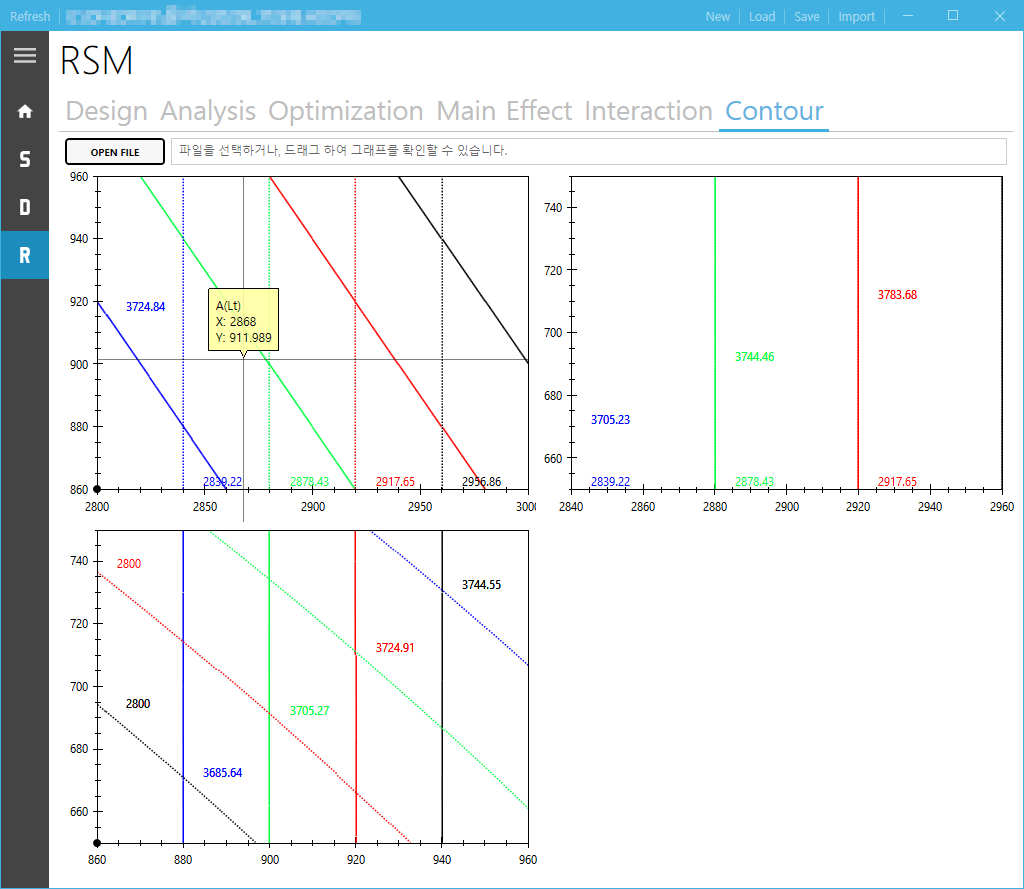 Refresh
New Load Save Import
RSM
Design Analysis Optimization Main Effect Interaction Contour
S
D
R
OPEN FILE 파일을 선택하거나, 드래그 하여 그래프를 확인할 수 있습니다.
960
940
920
900
880
860
2800 2850 2900 2950 3000
3724.84
A(Lt)
X: 2868
Y: 911.989
2839.22 2878.43 2917.65 2956.86
740
720
700
680
660
2840 2860 2880 2900 2920 2940 2960
3783.68
3744.46
3705.23
2839.22 2878.43 2917.65
740
720
700
680
660
860 880 900 920 940 960
2800
3744.55
3724.91
2800
3705.27
3685.64